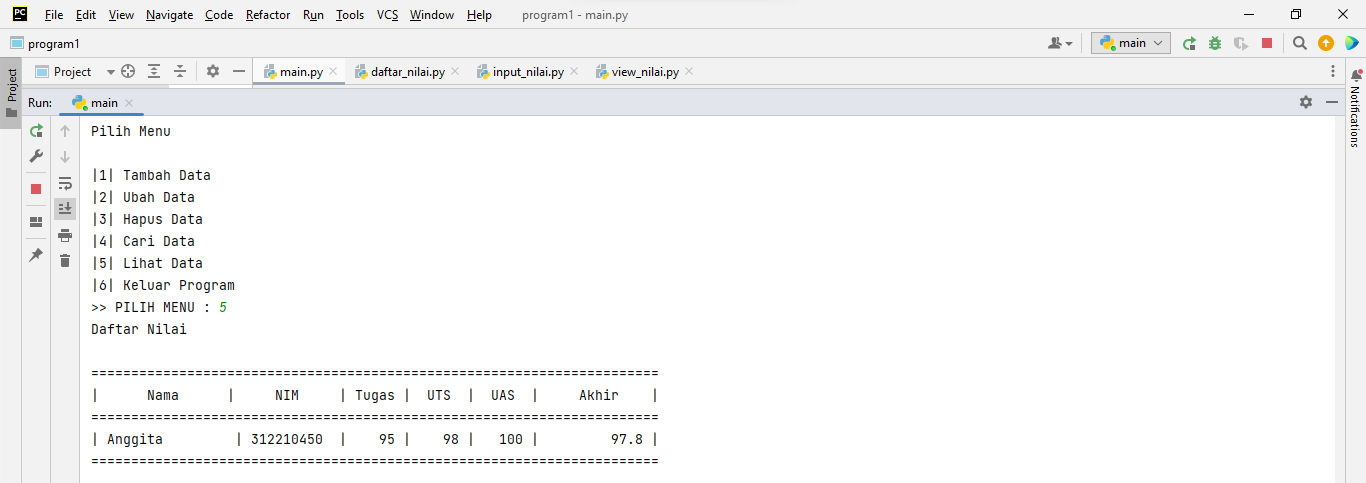 PC File Edit View Navigate Code Refactor Run Tools VCS Window Help program1 - main.py
program1 main
Project main.py daftar_nilai.py input_nilai.py view_nilai.py
Project
Notifications
Run: main
Pilih Menu
|1| Tambah Data
|2| Ubah Data
|3| Hapus Data
|4| Cari Data
|5| Lihat Data
|6| Keluar Program
>> PILIH MENU : 5
Daftar Nilai
=======================================================================
| Nama | NIM | Tugas | UTS | UAS | Akhir |
=======================================================================
| Anggita | 312210450 | 95 | 98 | 100 | 97.8 |
=======================================================================